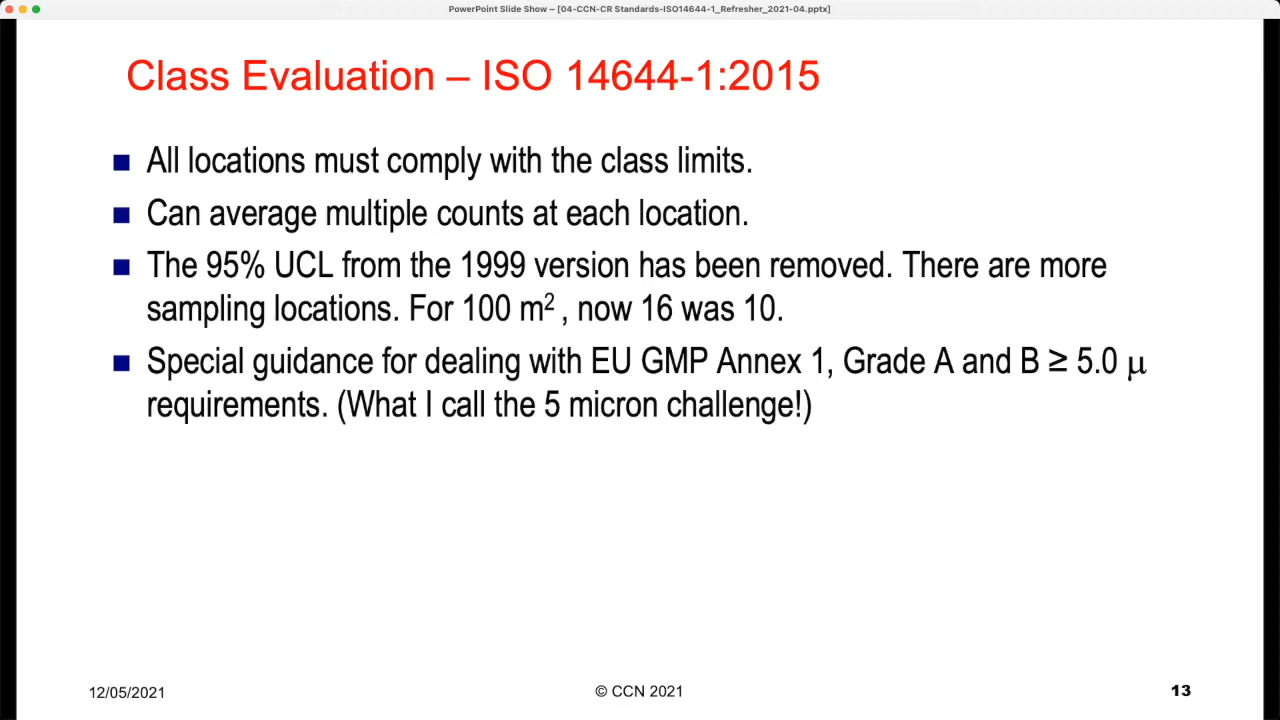 PowerPoint Slide Show – [04-CCN-CR Standards-ISO14644-1_Refresher_2021-04.pptx]
Class Evaluation – ISO 14644-1:2015
All locations must comply with the class limits.
Can average multiple counts at each location.
The 95% UCL from the 1999 version has been removed. There are more
sampling locations. For 100 m², now 16 was 10.
Special guidance for dealing with EU GMP Annex 1, Grade A and B ≥ 5.0 μ
requirements. (What I call the 5 micron challenge!)
12/05/2021
© CCN 2021
13